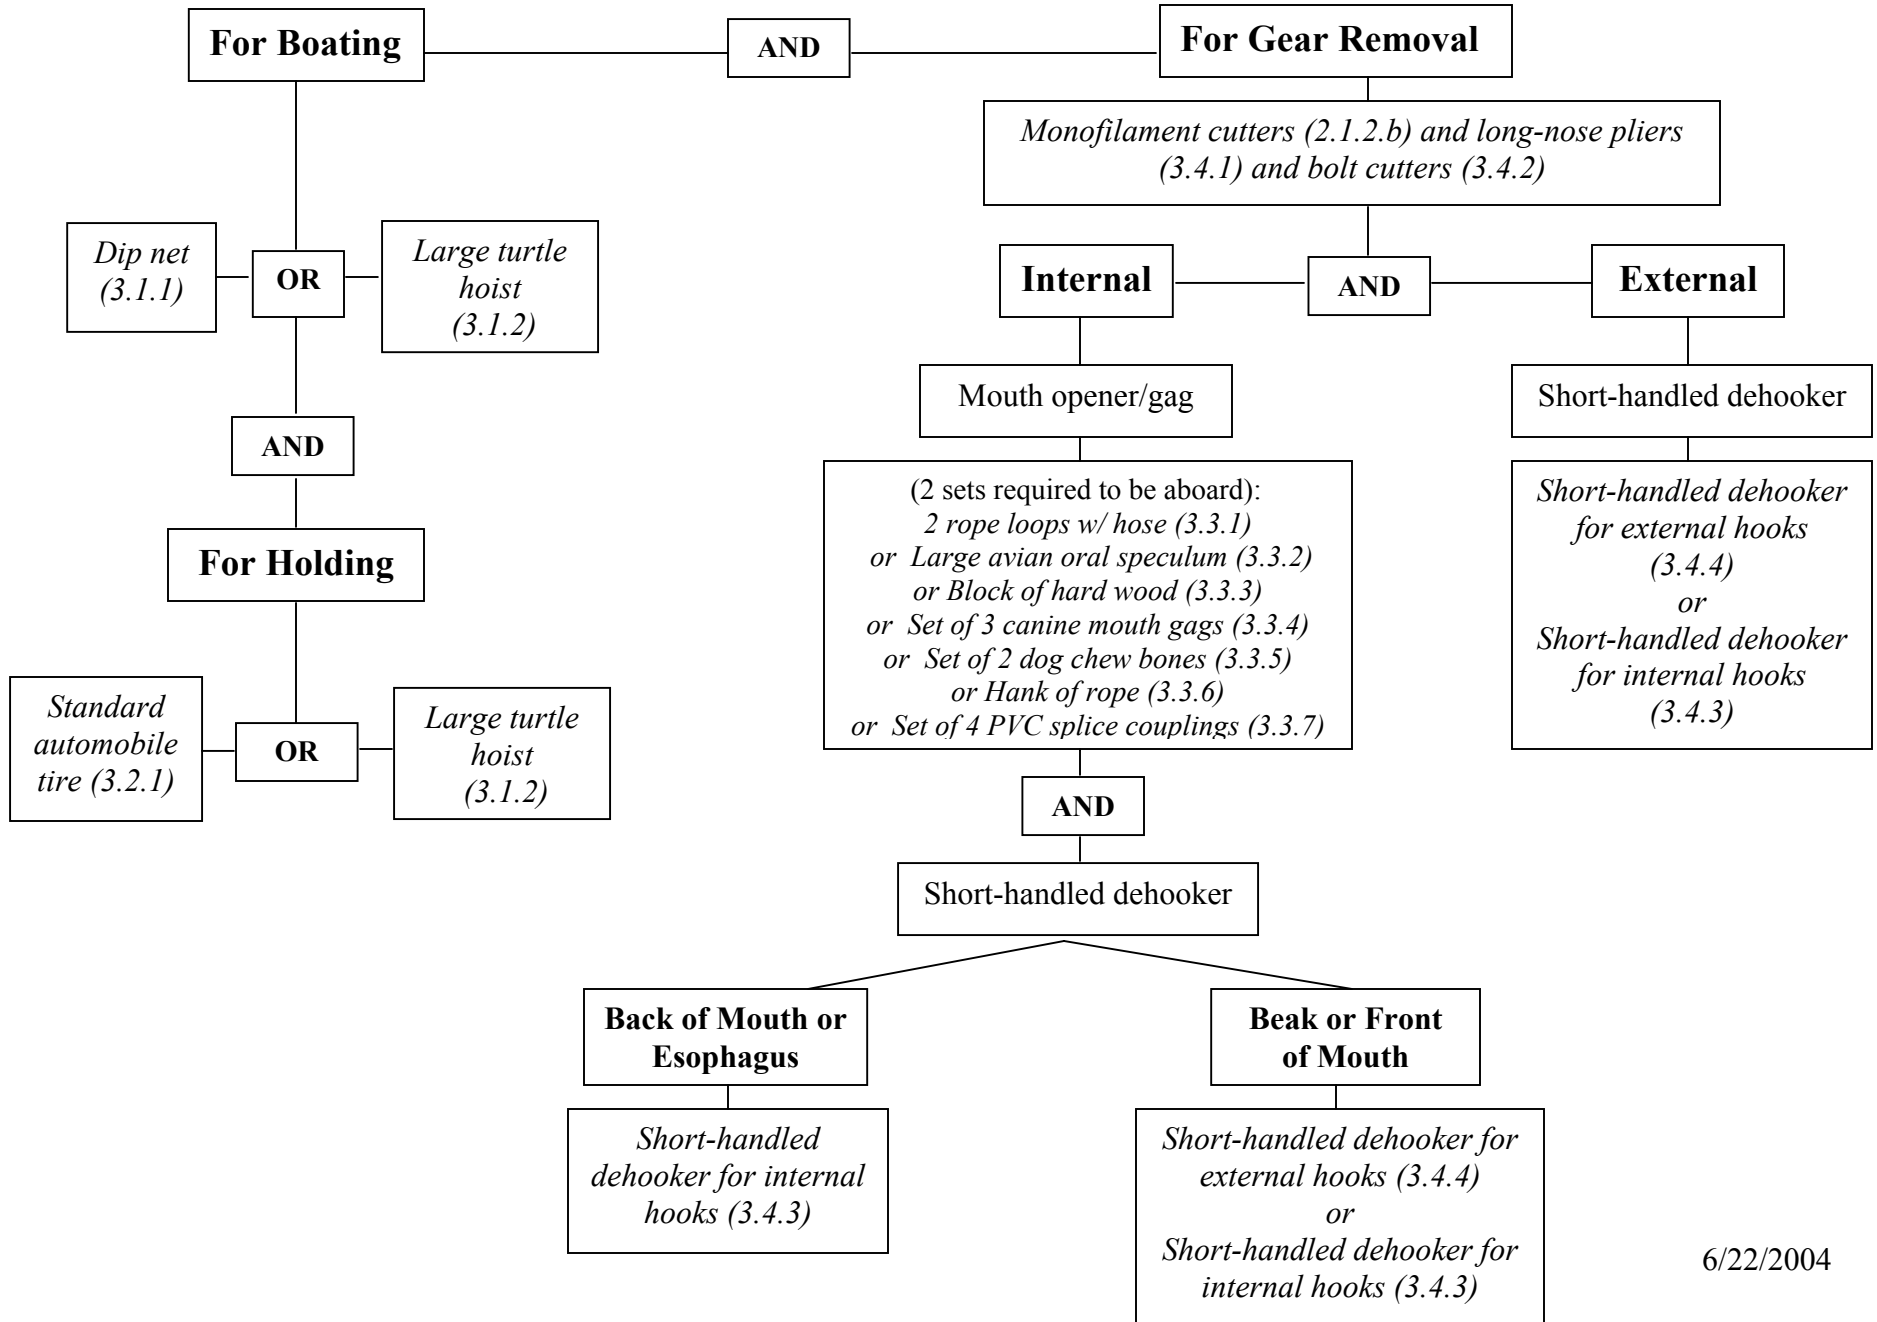 For Boating
AND
For Gear Removal
Monofilament cutters (2.1.2.b) and long-nose pliers
(3.4.1) and bolt cutters (3.4.2)
Dip net
(3.1.1)
OR
Large turtle
hoist
(3.1.2)
Internal
AND
External
Mouth opener/gag
Short-handled dehooker
AND
(2 sets required to be aboard):
2 rope loops w/ hose (3.3.1)
or Large avian oral speculum (3.3.2)
or Block of hard wood (3.3.3)
or Set of 3 canine mouth gags (3.3.4)
or Set of 2 dog chew bones (3.3.5)
or Hank of rope (3.3.6)
or Set of 4 PVC splice couplings (3.3.7)
Short-handled dehooker
for external hooks
(3.4.4)
or
Short-handled dehooker
for internal hooks
(3.4.3)
For Holding
Standard
automobile
tire (3.2.1)
OR
Large turtle
hoist
(3.1.2)
AND
Short-handled dehooker
Back of Mouth or
Esophagus
Beak or Front
of Mouth
Short-handled
dehooker for internal
hooks (3.4.3)
Short-handled dehooker for
external hooks (3.4.4)
or
Short-handled dehooker for
internal hooks (3.4.3)
6/22/2004